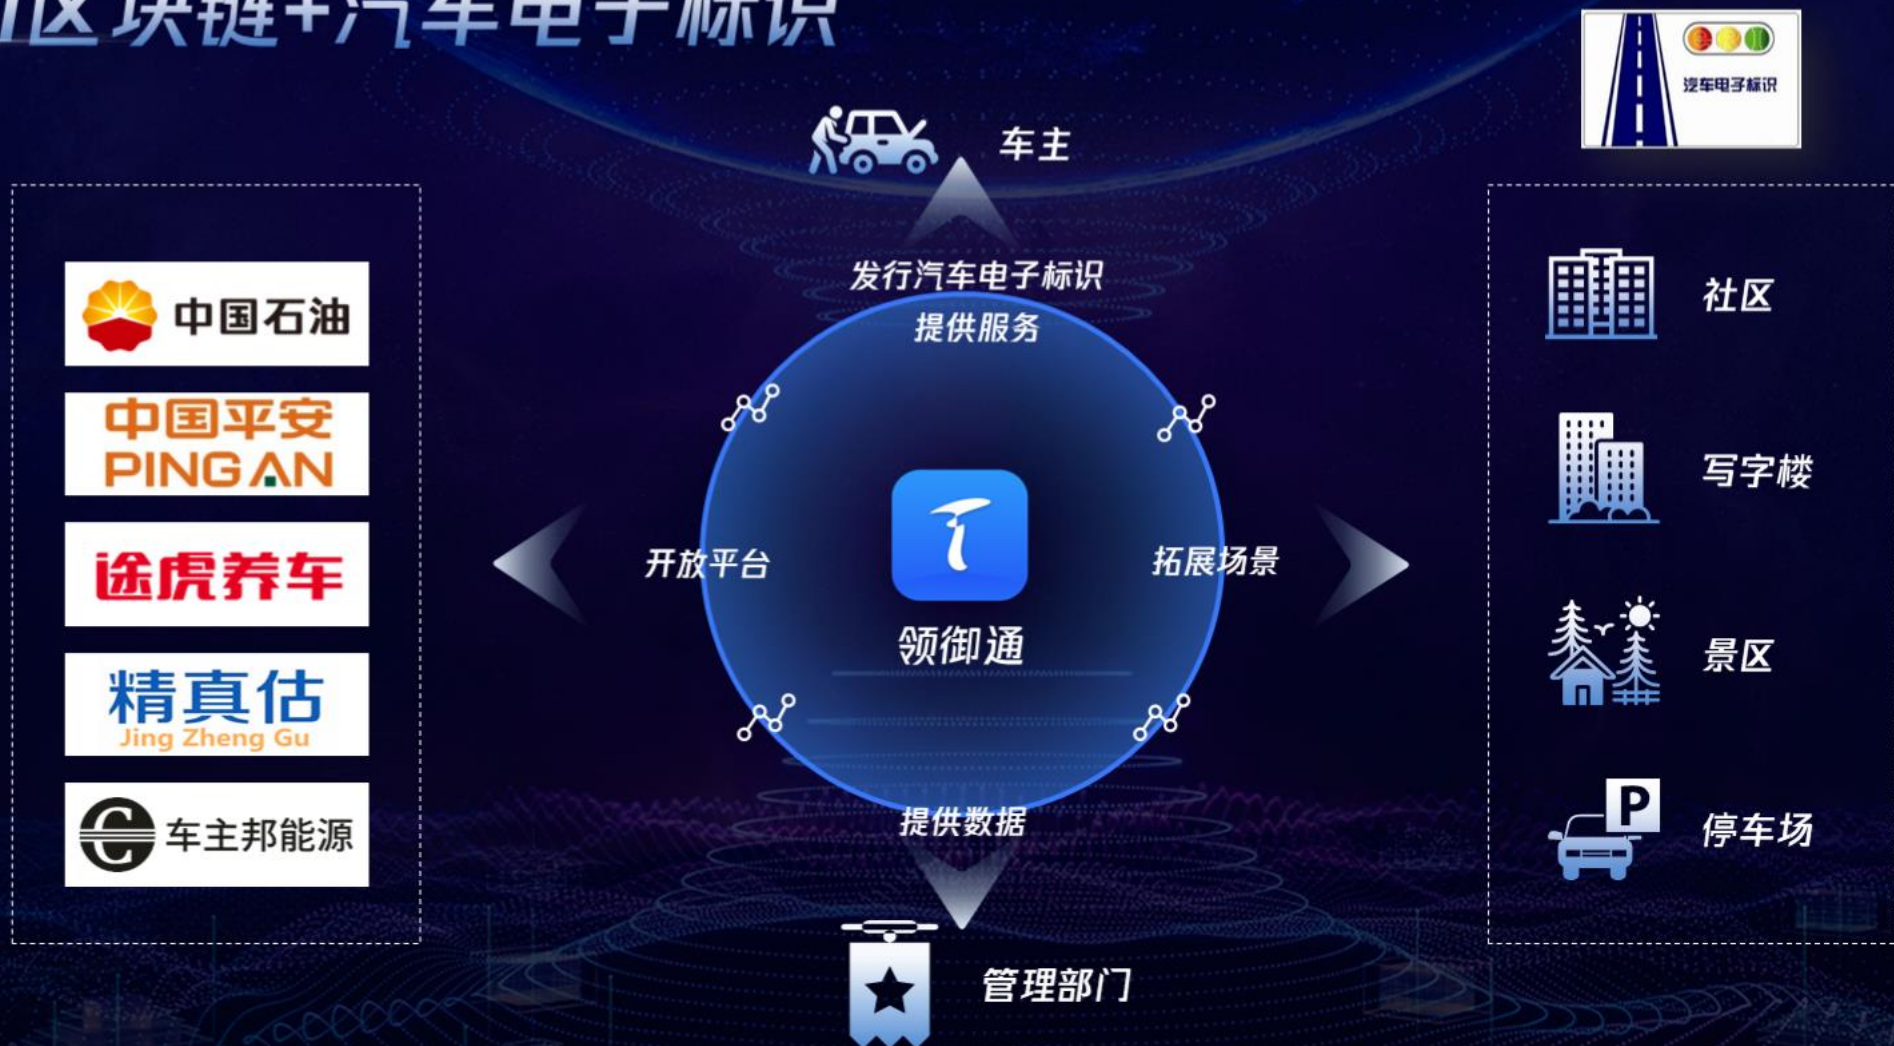 区块链+汽车电子标识
汽车电子标识
车主
发行汽车电子标识
提供服务
中国石油
中国平安
PING AN
途虎养车
精真估
Jing Zheng Gu
车主邦能源
开放平台
领御通
拓展场景
提供数据
管理部门
社区
写字楼
景区
P
停车场